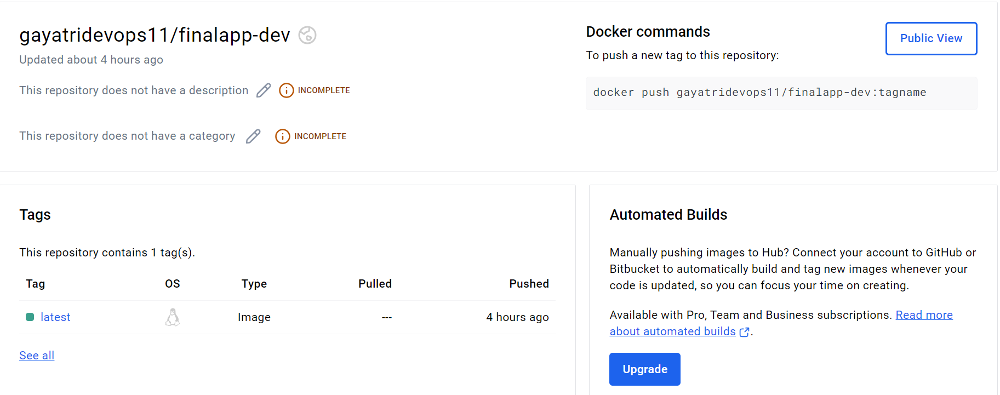 gayatridevops11/finalapp-dev
Updated about 4 hours ago
This repository does not have a description
INCOMPLETE
This repository does not have a category
INCOMPLETE
Docker commands
Public View
To push a new tag to this repository:
docker push gayatridevops11/finalapp-dev:tagname
Tags
This repository contains 1 tag(s).
Tag OS Type Pulled Pushed
latest Image --- 4 hours ago
See all
Automated Builds
Manually pushing images to Hub? Connect your account to GitHub or
Bitbucket to automatically build and tag new images whenever your
code is updated, so you can focus your time on creating.
Available with Pro, Team and Business subscriptions. Read more
about automated builds.
Upgrade